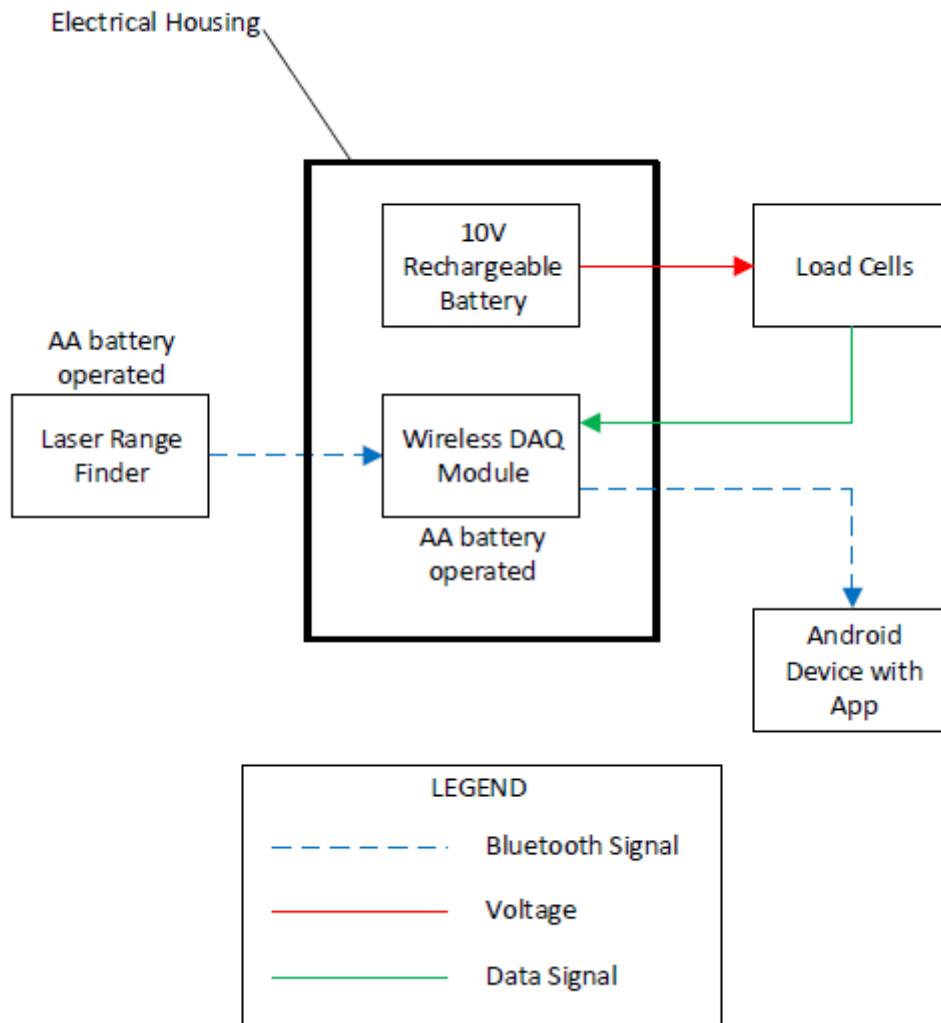 Electrical Housing
10V
Rechargeable
Battery
Load Cells
AA battery
operated
Laser Range
Finder
Wireless DAQ
Module
AA battery
operated
Android
Device with
App
LEGEND
Bluetooth Signal
Voltage
Data Signal